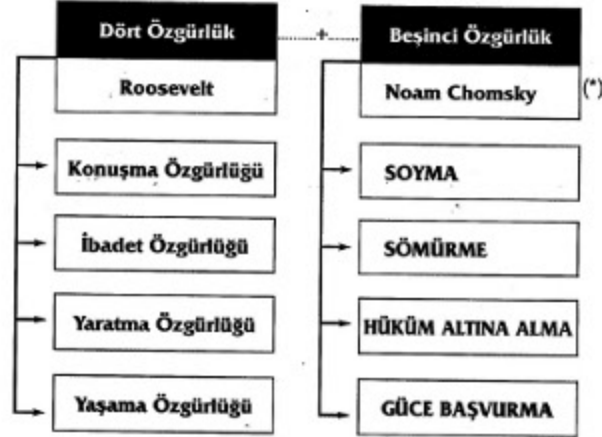 Dört Özgürlük
+
Beşinci Özgürlük
Roosevelt
Noam Chomsky
(*)
Konuşma Özgürlüğü
SOYMA
İbadet Özgürlüğü
SÖMÜRME
Yaratma Özgürlüğü
HÜKÜM ALTINA ALMA
Yaşama Özgürlüğü
GÜCE BAŞVURMA